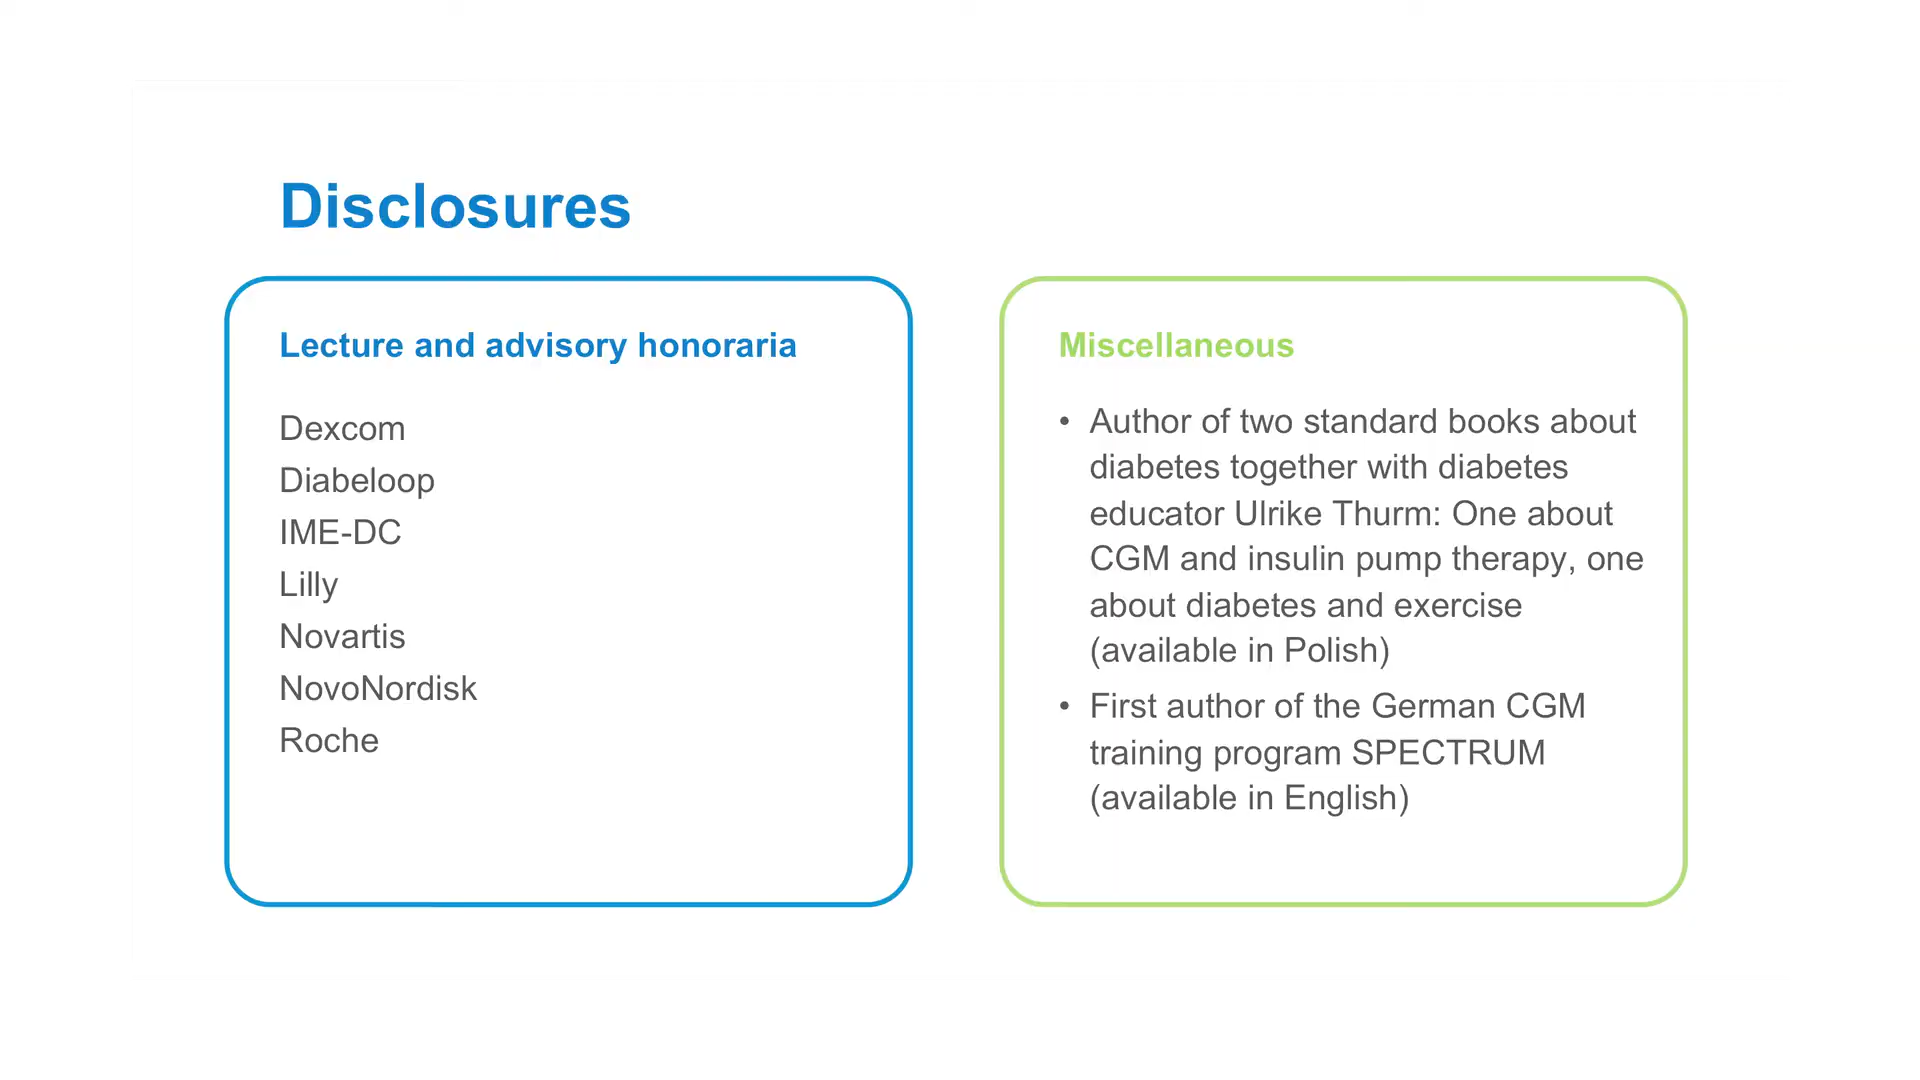 Disclosures
Lecture and advisory honoraria
Dexcom
Diabeloop
IME-DC
Lilly
Novartis
NovoNordisk
Roche
Miscellaneous
• Author of two standard books about
diabetes together with diabetes
educator Ulrike Thurm: One about
CGM and insulin pump therapy, one
about diabetes and exercise
(available in Polish)
• First author of the German CGM
training program SPECTRUM
(available in English)